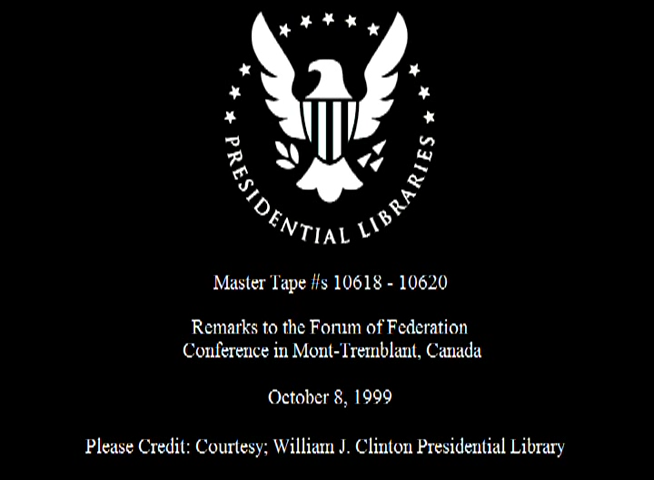 PRESIDENTIAL LIBRARIES
Master Tape #s 10618 - 10620
Remarks to the Forum of Federation
Conference in Mont-Tremblant, Canada
October 8, 1999
Please Credit: Courtesy; William J. Clinton Presidential Library